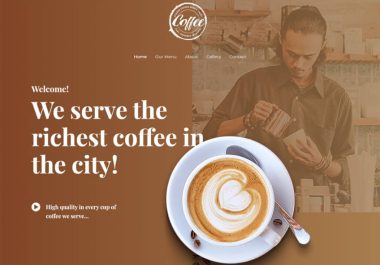 Coffee
Home Our Menu About Gallery Contact
Welcome!
We serve the
richest coffee in
the city!
High quality in every cup of
coffee we serve...